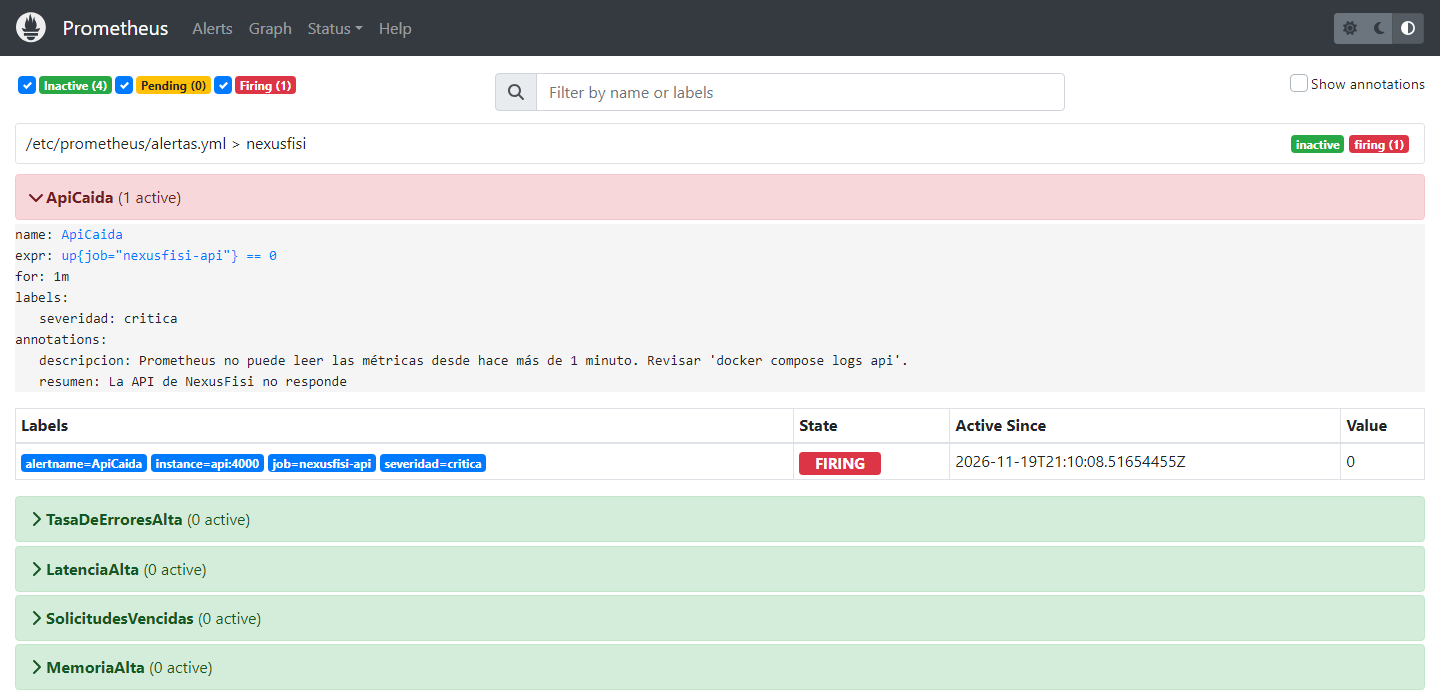 Prometheus Alerts Graph Status Help
Inactive (4) Pending (0) Firing (1) Filter by name or labels Show annotations
/etc/prometheus/alertas.yml > nexusfisi inactive firing (1)
ApiCaida (1 active)
name: ApiCaida
expr: up{job="nexusfisi-api"} == 0
for: 1m
labels:
severidad: critica
annotations:
descripcion: Prometheus no puede leer las métricas desde hace más de 1 minuto. Revisar 'docker compose logs api'.
resumen: La API de NexusFisi no responde
Labels State Active Since Value
alertname=ApiCaida instance=api:4000 job=nexusfisi-api severidad=critica FIRING 2026-11-19T21:10:08.51654455Z 0
TasaDeErroresAlta (0 active)
LatenciaAlta (0 active)
SolicitudesVencidas (0 active)
MemoriaAlta (0 active)